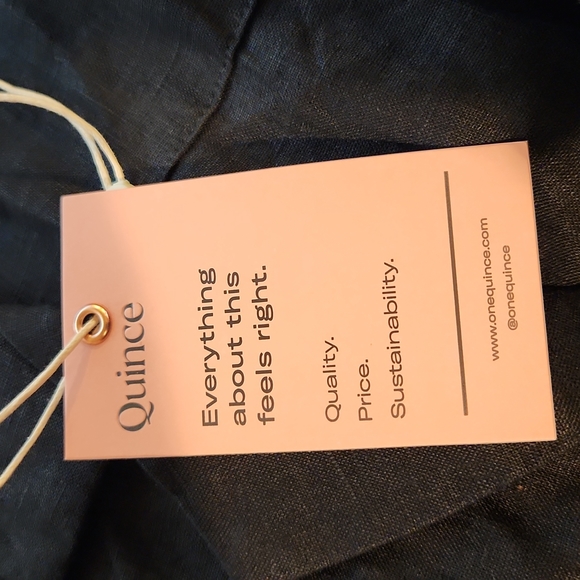 Quince
Everything
about this
feels right.
Quality.
Price.
Sustainability.
www.onequince.com
@onequince